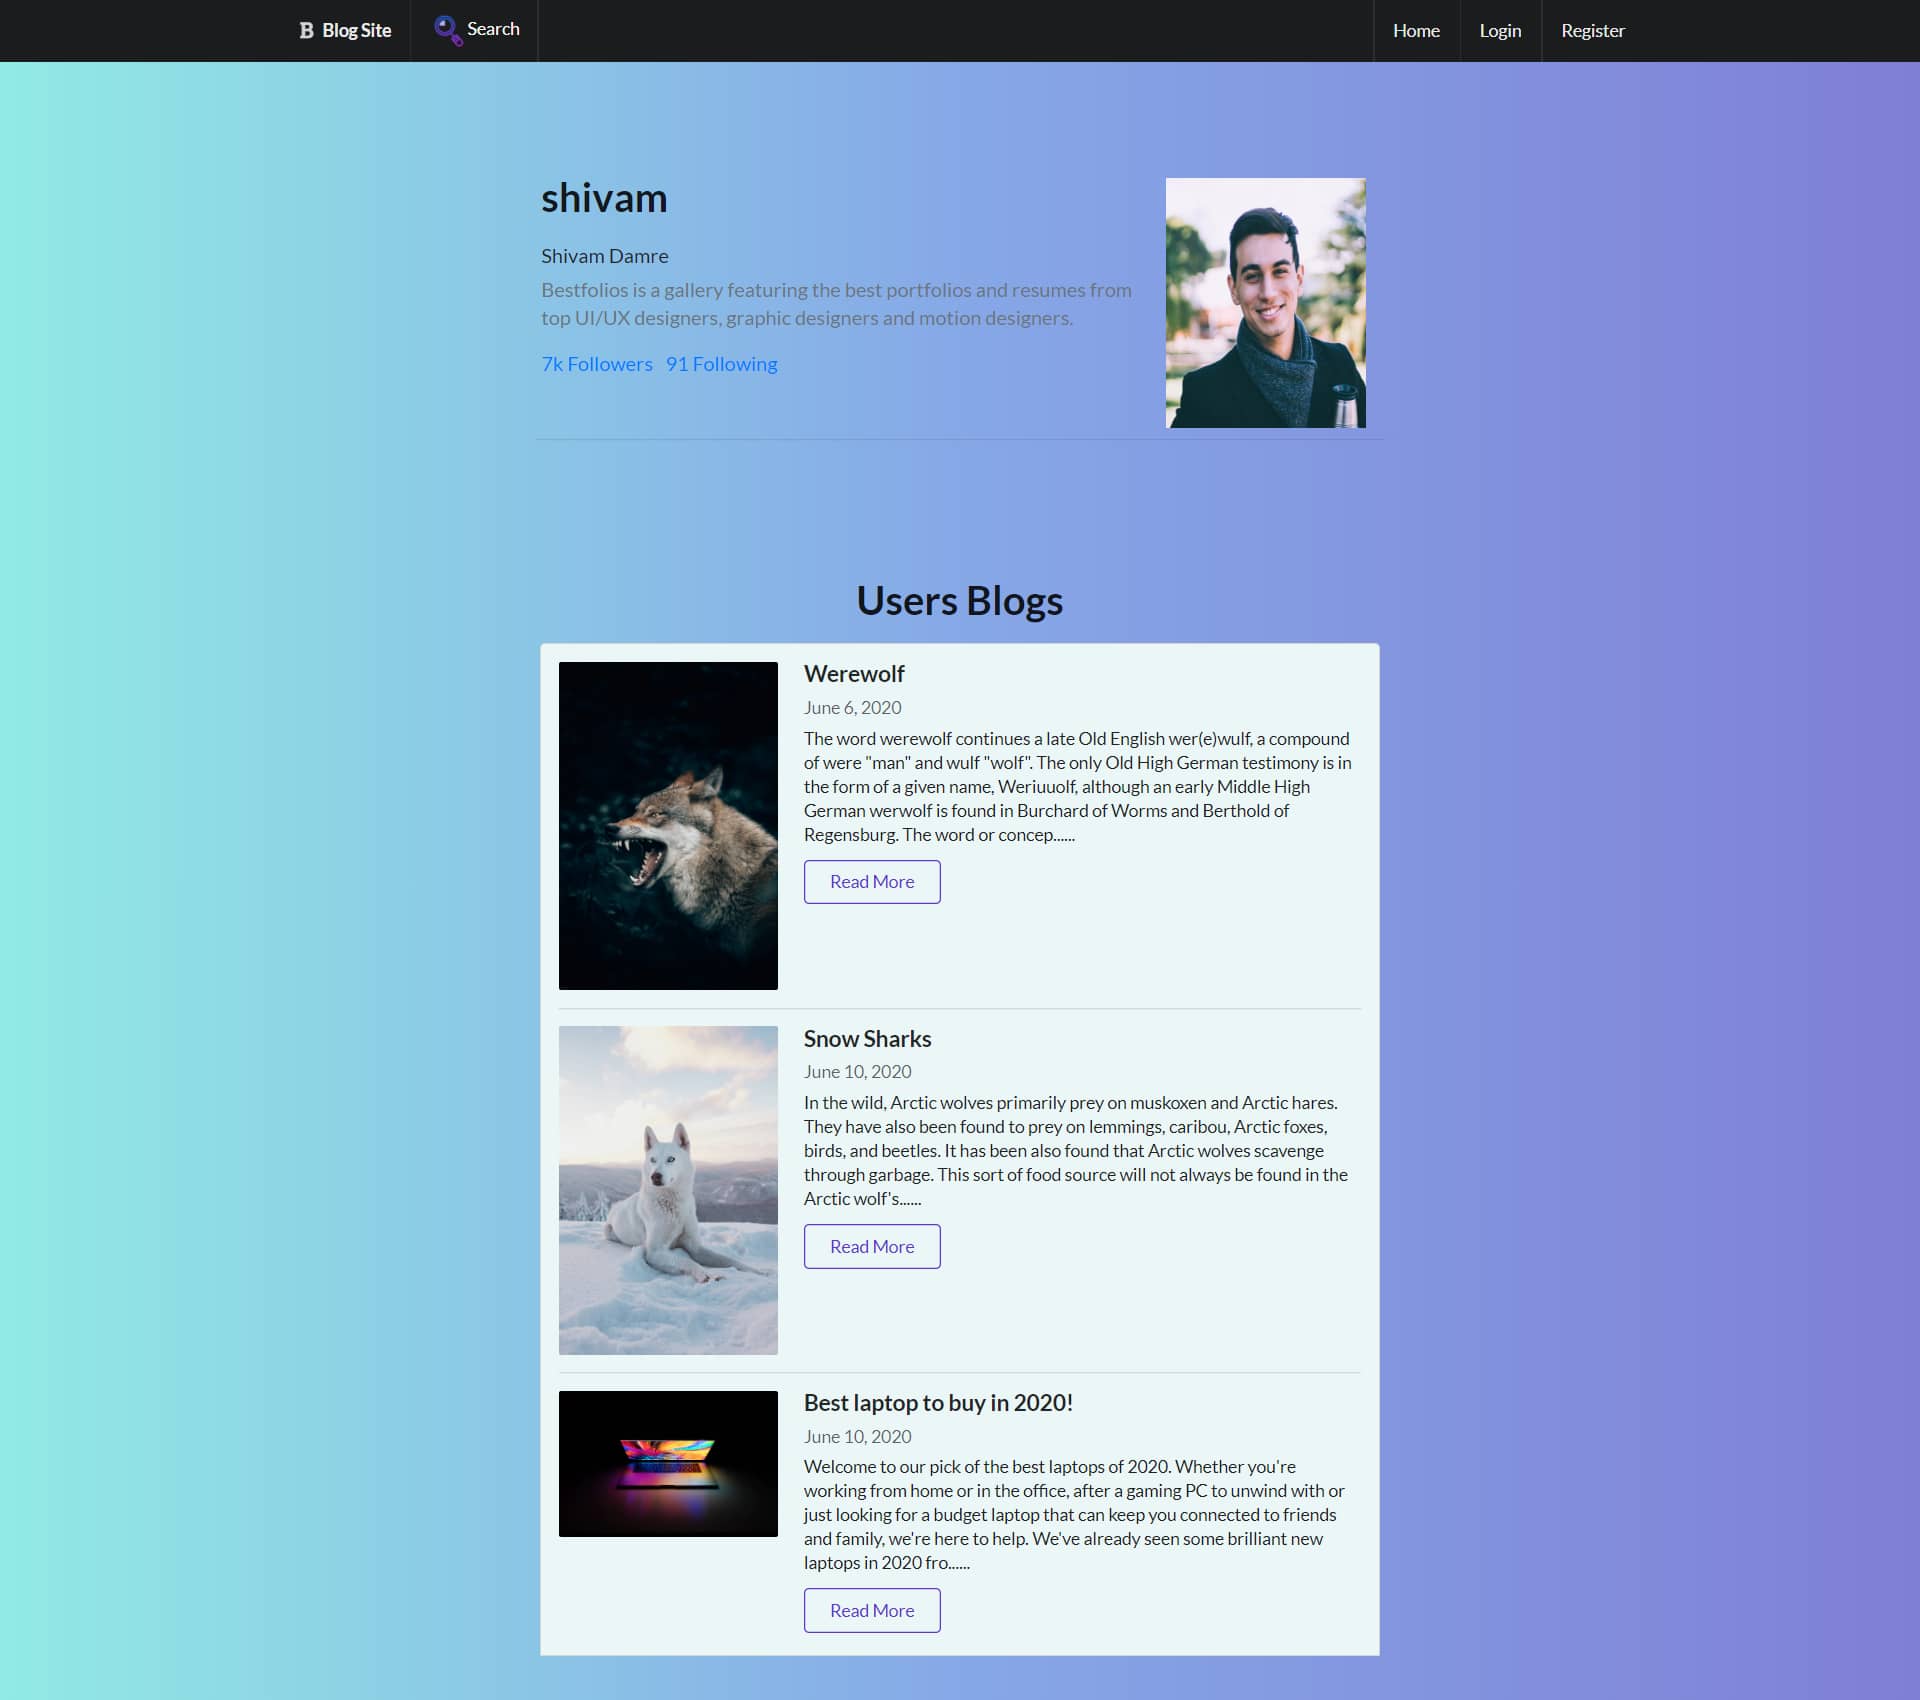 B Blog Site
Search
Home
Login
Register
shivam
Shivam Damre
Bestfolios is a gallery featuring the best portfolios and resumes from
top UI/UX designers, graphic designers and motion designers.
7k Followers 91 Following
Users Blogs
Werewolf
June 6, 2020
The word werewolf continues a late Old English wer(e)wulf, a compound
of were "man" and wulf "wolf". The only Old High German testimony is in
the form of a given name, Weriuuolf, although an early Middle High
German werwolf is found in Burchard of Worms and Berthold of
Regensburg. The word or concep......
Read More
Snow Sharks
June 10, 2020
In the wild, Arctic wolves primarily prey on muskoxen and Arctic hares.
They have also been found to prey on lemmings, caribou, Arctic foxes,
birds, and beetles. It has been also found that Arctic wolves scavenge
through garbage. This sort of food source will not always be found in the
Arctic wolf's......
Read More
Best laptop to buy in 2020!
June 10, 2020
Welcome to our pick of the best laptops of 2020. Whether you're
working from home or in the office, after a gaming PC to unwind with or
just looking for a budget laptop that can keep you connected to friends
and family, we're here to help. We've already seen some brilliant new
laptops in 2020 fro......
Read More